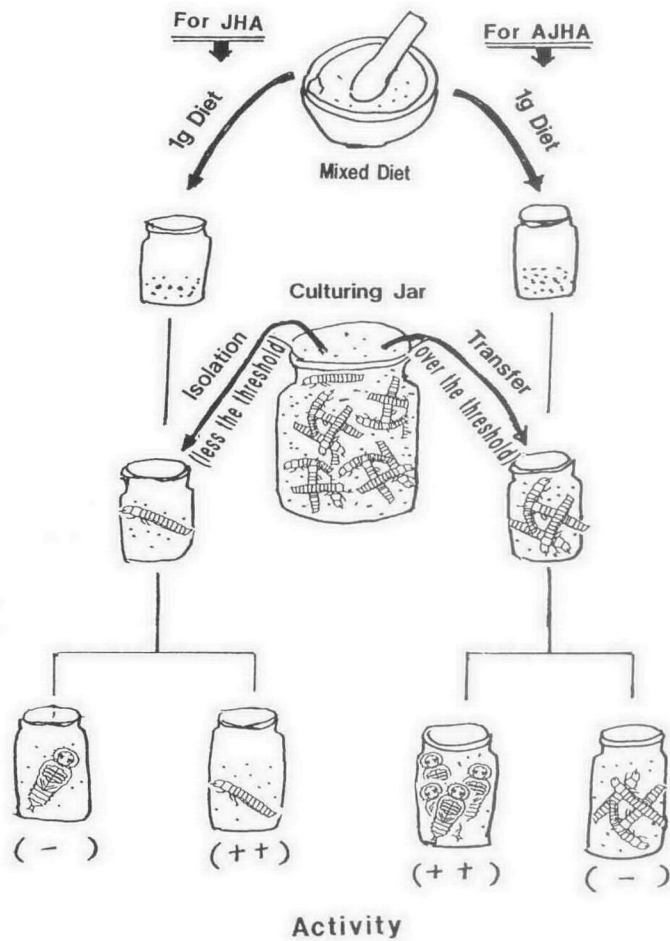 For JHA
For AJHA
1g Diet
1g Diet
Mixed Diet
Culturing Jar
Isolation
(less the threshold)
Transfer
(over the threshold)
( - )
( + + )
( + + )
( - )
Activity